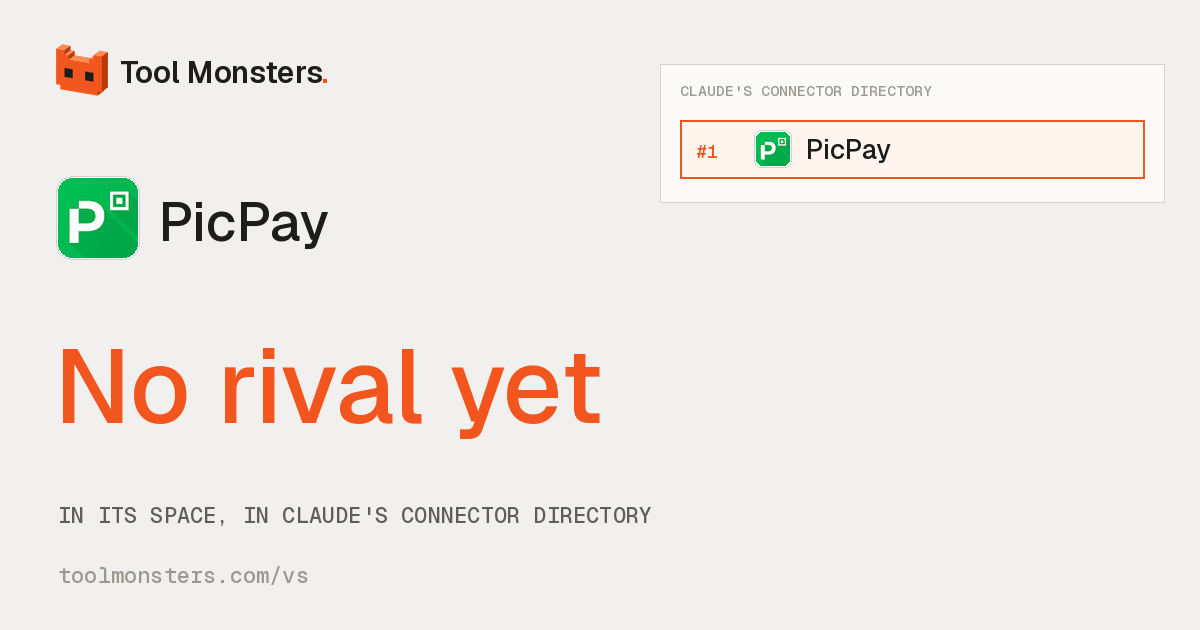 Tool Monsters.
PicPay
No rival yet
IN ITS SPACE, IN CLAUDE'S CONNECTOR DIRECTORY
toolmonsters.com/vs
CLAUDE'S CONNECTOR DIRECTORY
#1 PicPay